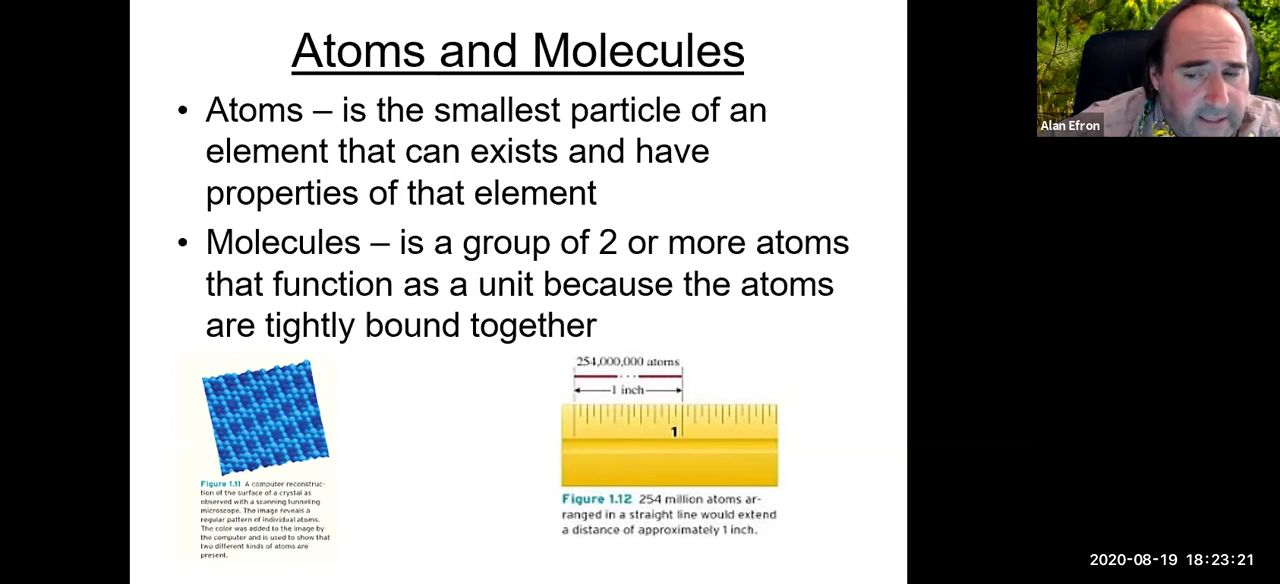 Atoms and Molecules
• Atoms – is the smallest particle of an
element that can exists and have
properties of that element
• Molecules – is a group of 2 or more atoms
that function as a unit because the atoms
are tightly bound together
Figure 1.11 A computer reconstruc-
tion of the surface of a crystal as
observed with a scanning tunneling
microscope. The image reveals a
regular pattern of individual atoms.
The color was added to the image by
the computer and is used to show that
two different kinds of atoms are
present.
254,000,000 atoms
1 inch
1
Figure 1.12 254 million atoms ar-
ranged in a straight line would extend
a distance of approximately 1 inch.
Alan Efron
2020-08-19 18:23:21